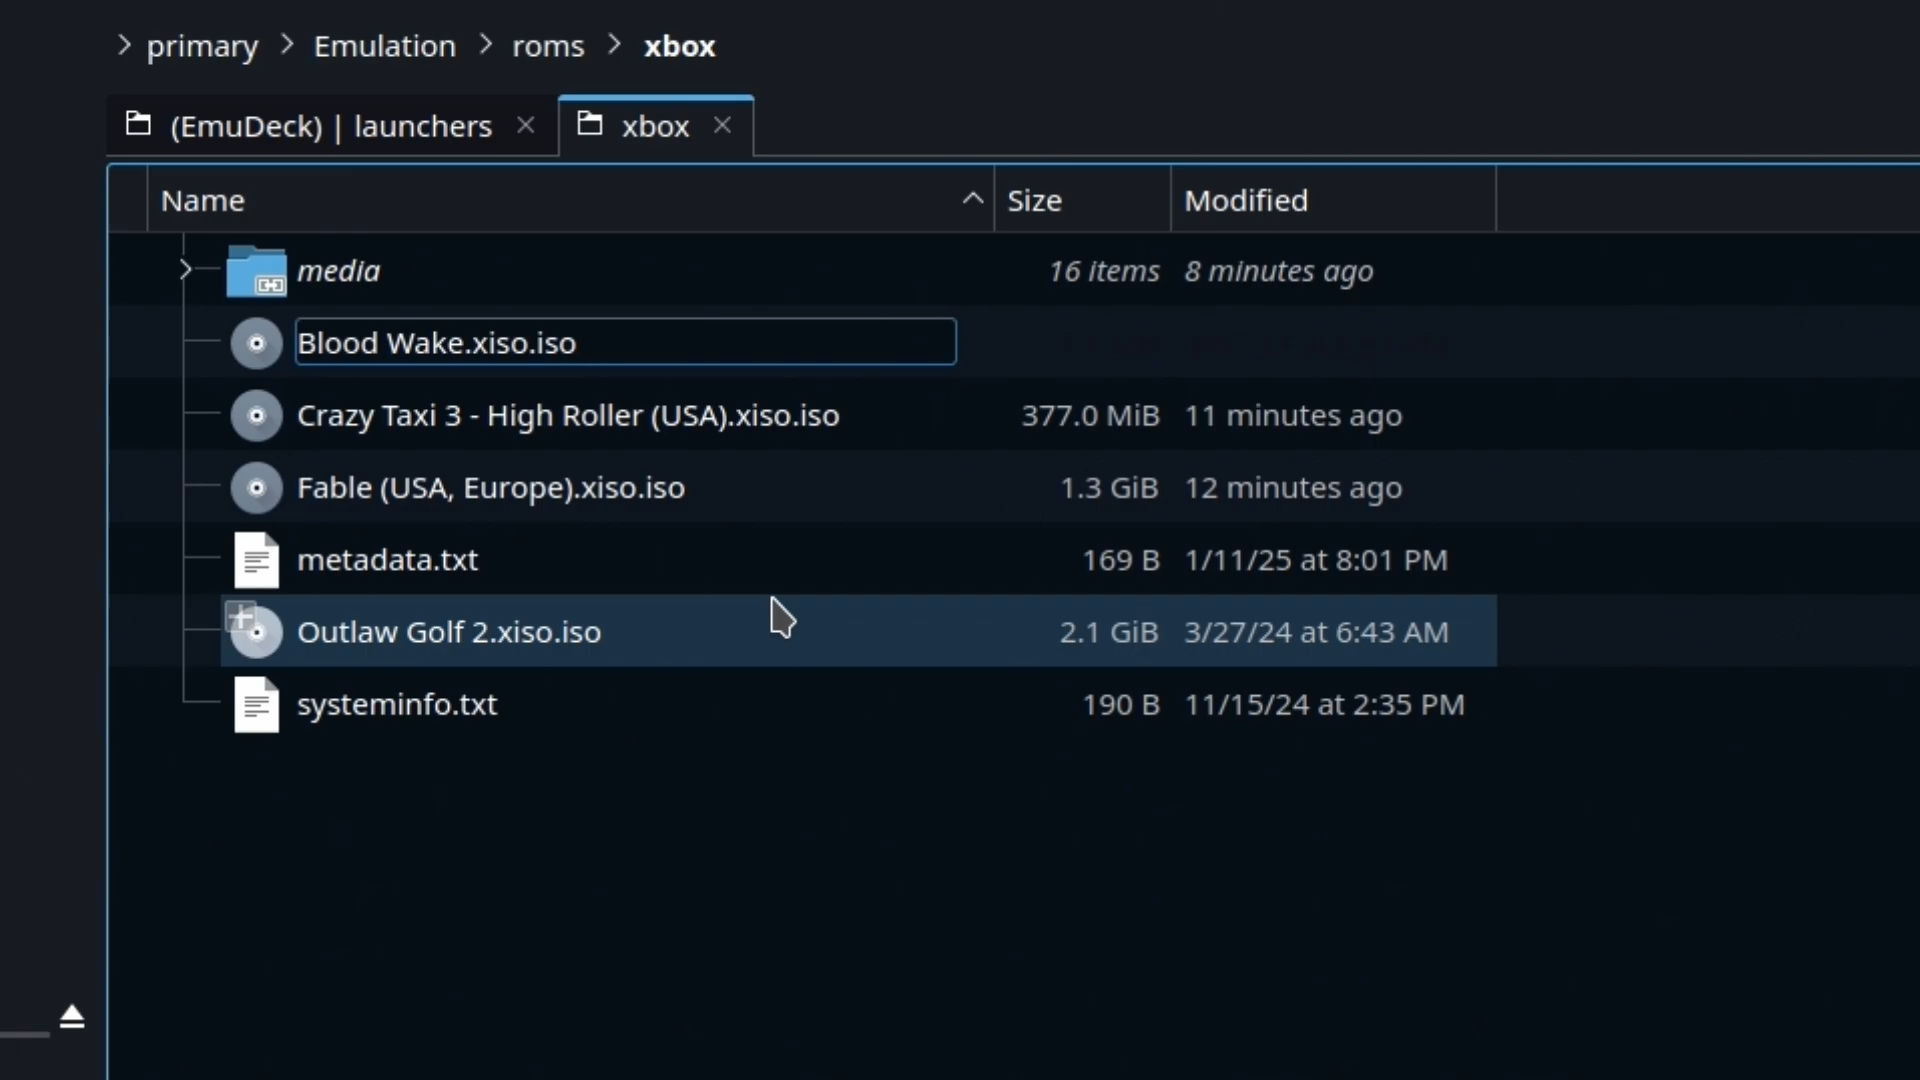 primary > Emulation > roms > xbox
(EmuDeck) | launchers xbox
Name Size Modified
media 16 items 8 minutes ago
Blood Wake.xiso.iso
Crazy Taxi 3 - High Roller (USA).xiso.iso 377.0 MiB 11 minutes ago
Fable (USA, Europe).xiso.iso 1.3 GiB 12 minutes ago
metadata.txt 169 B 1/11/25 at 8:01 PM
Outlaw Golf 2.xiso.iso 2.1 GiB 3/27/24 at 6:43 AM
systeminfo.txt 190 B 11/15/24 at 2:35 PM